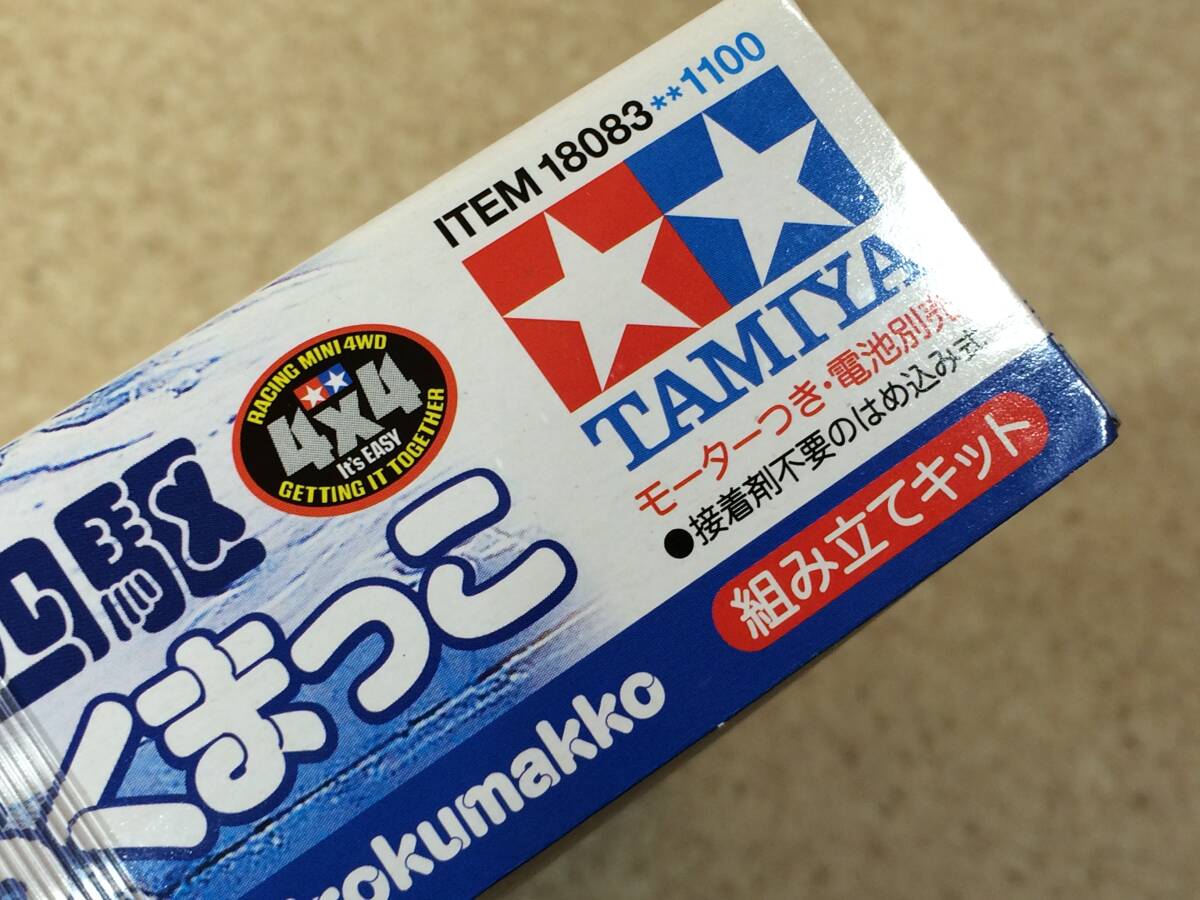 ITEM 18083**1100
TAMIYA
モーターつき・電池別売
●接着剤不要のはめ込み式
組み立てキット
RACING MINI 4WD
4x4
It's EASY
GETTING IT TOGETHER
駆
くまっこ
rokumakko